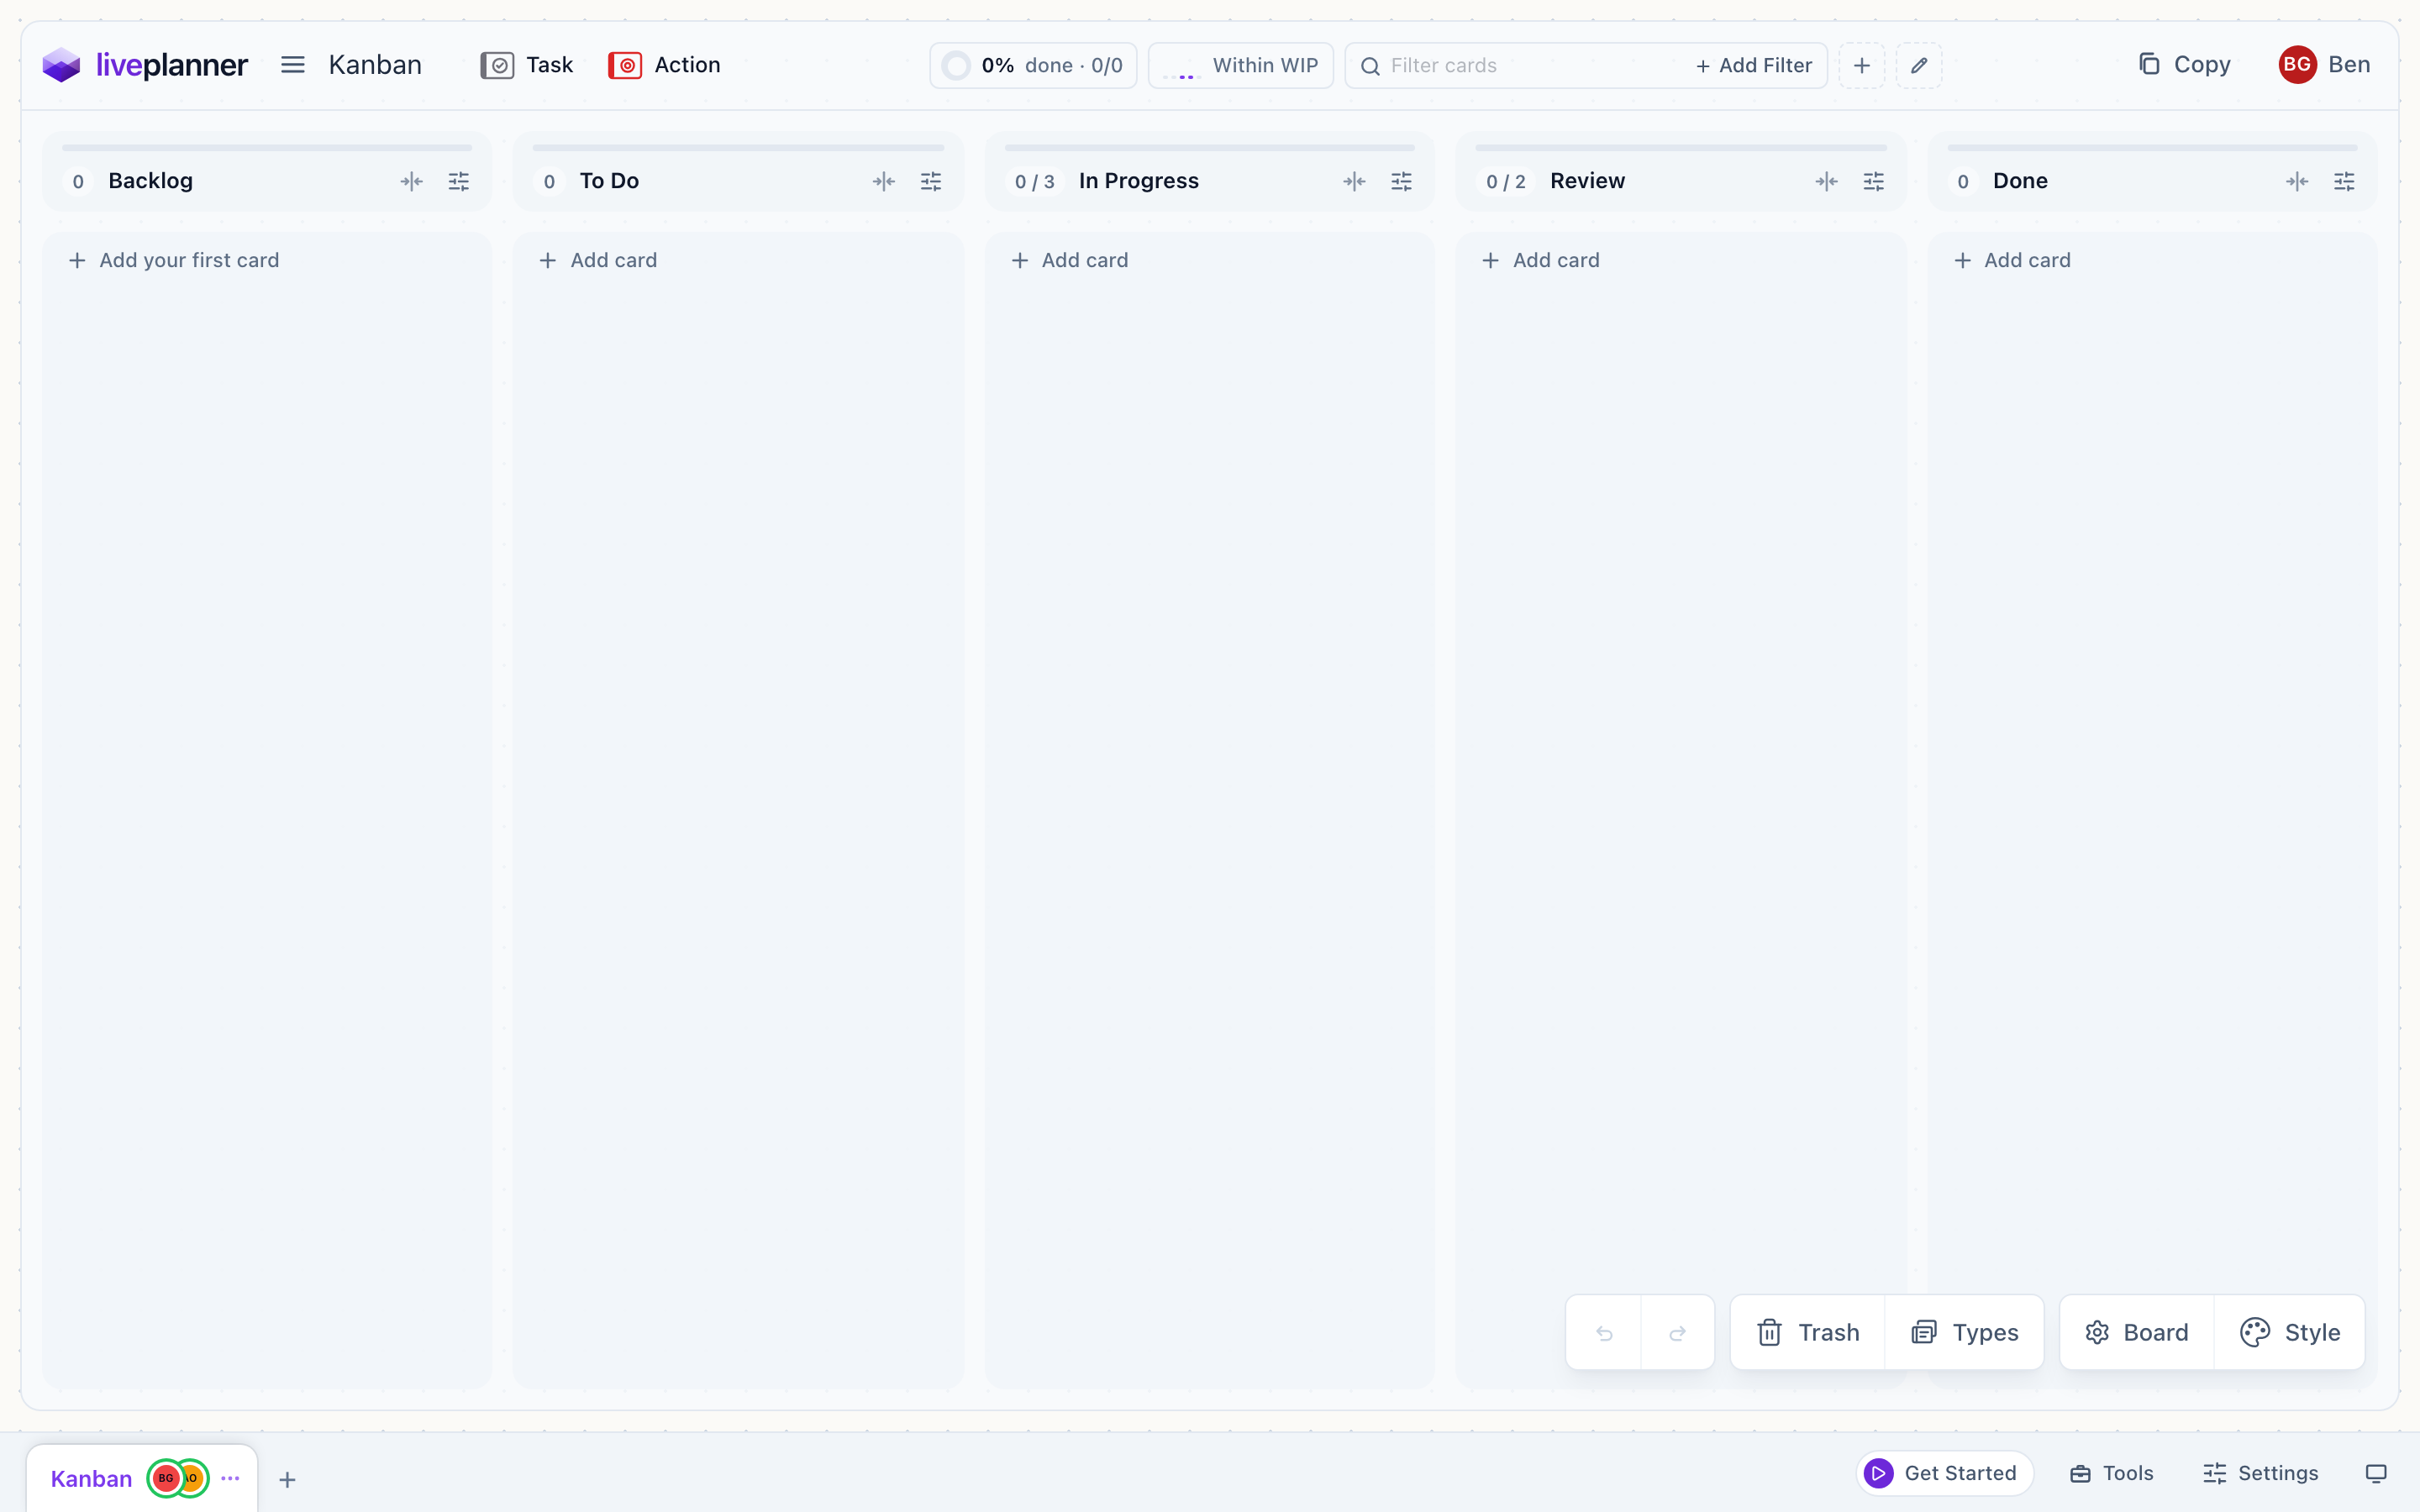 liveplanner Kanban Task Action 0% done · 0/0 Within WIP Filter cards + Add Filter Copy BG Ben
0 Backlog 0 To Do 0 / 3 In Progress 0 / 2 Review 0 Done
+ Add your first card + Add card + Add card + Add card + Add card
Trash Types Board Style
Kanban BG AO ... + Get Started Tools Settings